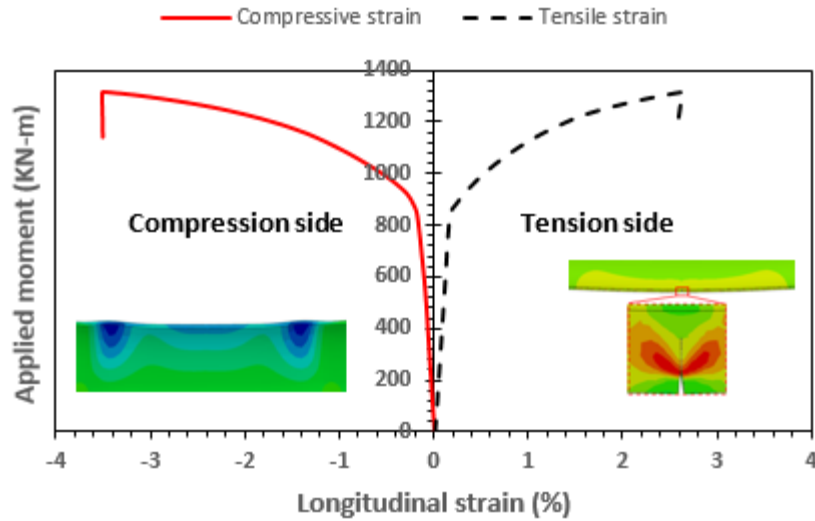 Compressive strain
Tensile strain
Applied moment (KN-m)
1400
1200
1000
800
600
400
200
0
Compression side
Tension side
-4 -3 -2 -1 0 1 2 3 4
Longitudinal strain (%)